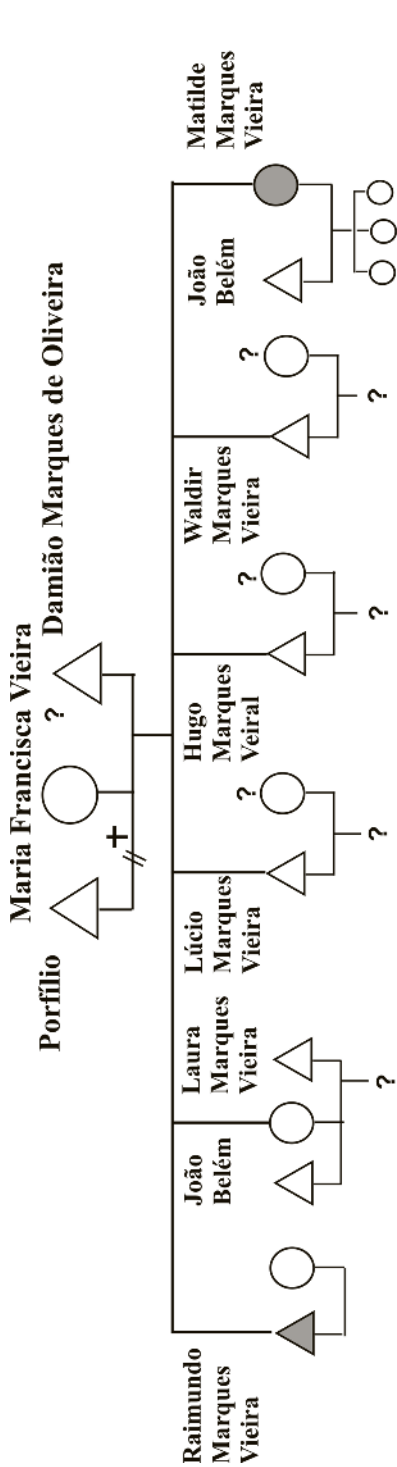 Maria Francisca Vieira
Porfílio
?
Damião Marques de Oliveira
+
Raimundo
Marques
Vieira
João
Belém
Laura
Marques
Vieira
?
Lúcio
Marques
Vieira
?
?
Hugo
Marques
Veiral
?
?
Waldir
Marques
Vieira
?
?
João
Belém
Matilde
Marques
Vieira